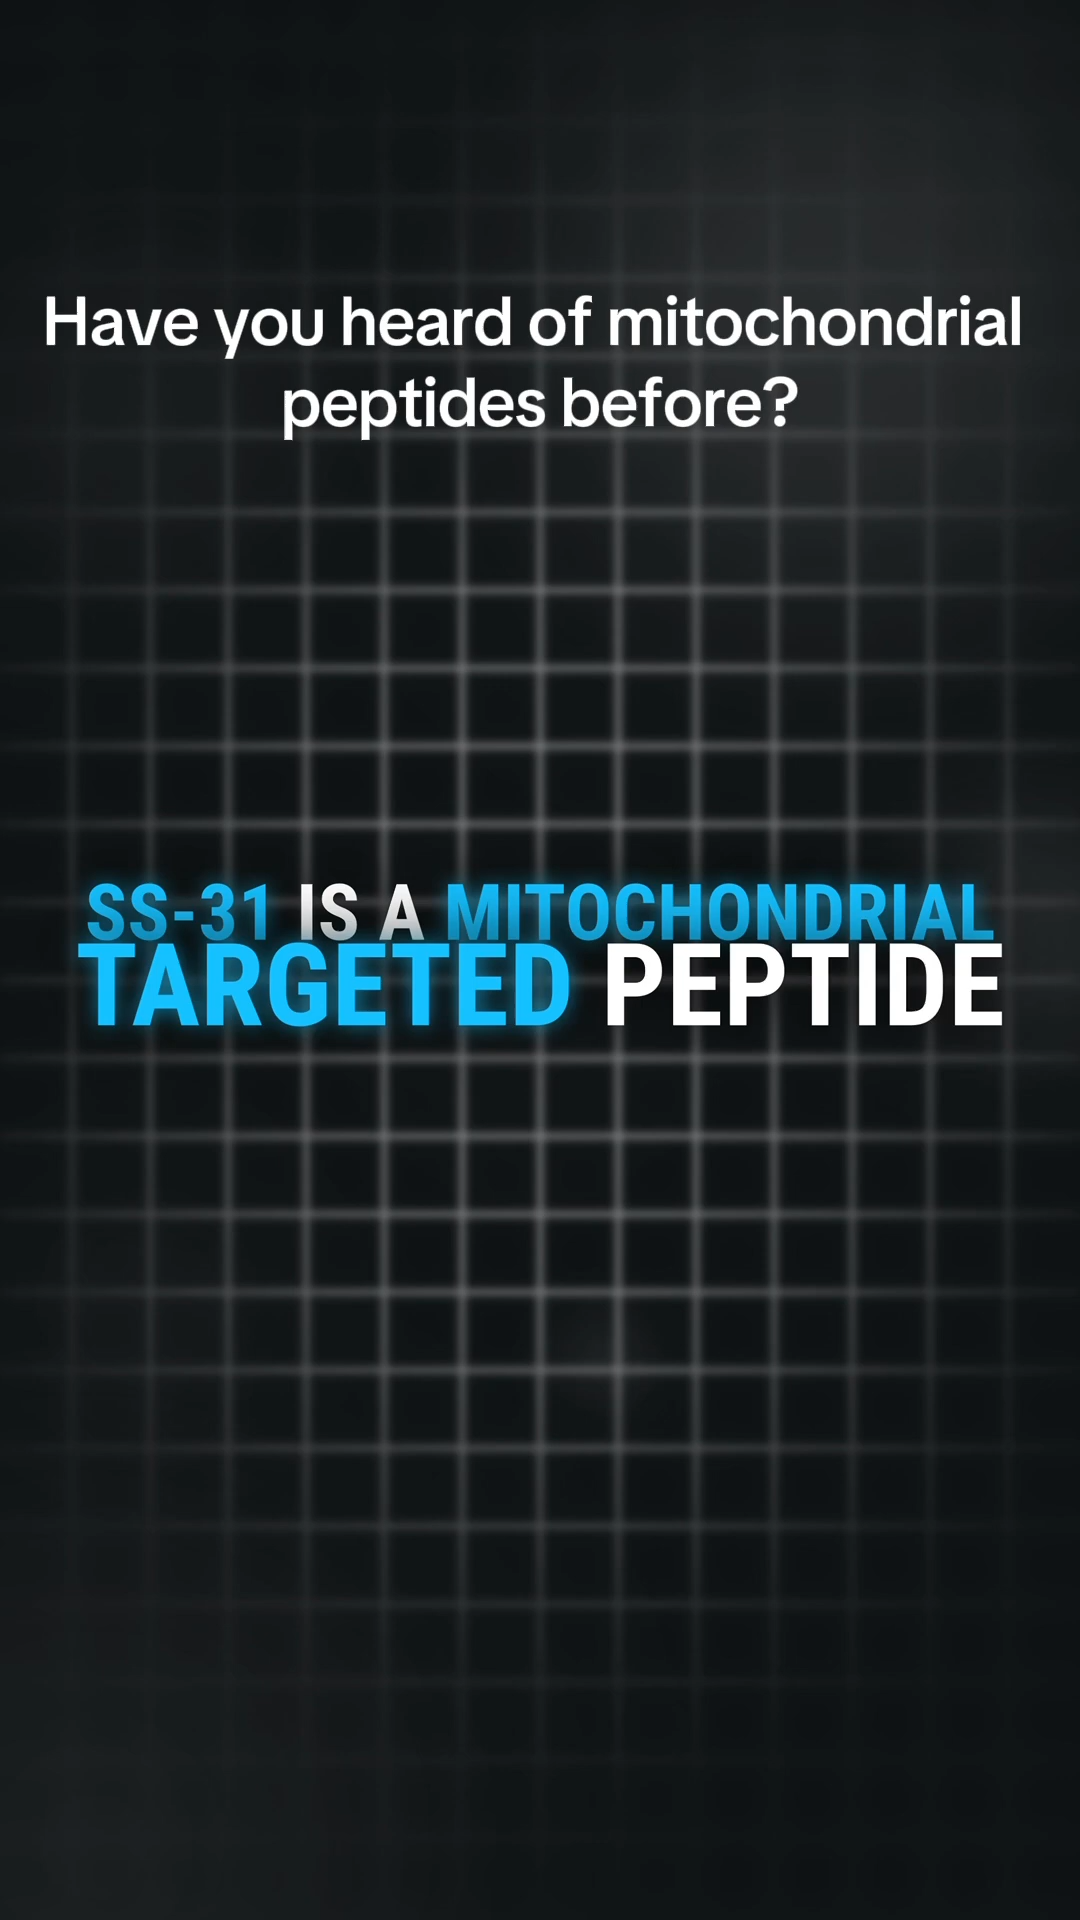 Have you heard of mitochondrial
peptides before?
SS-31 IS A MITOCHONDRIAL
TARGETED PEPTIDE